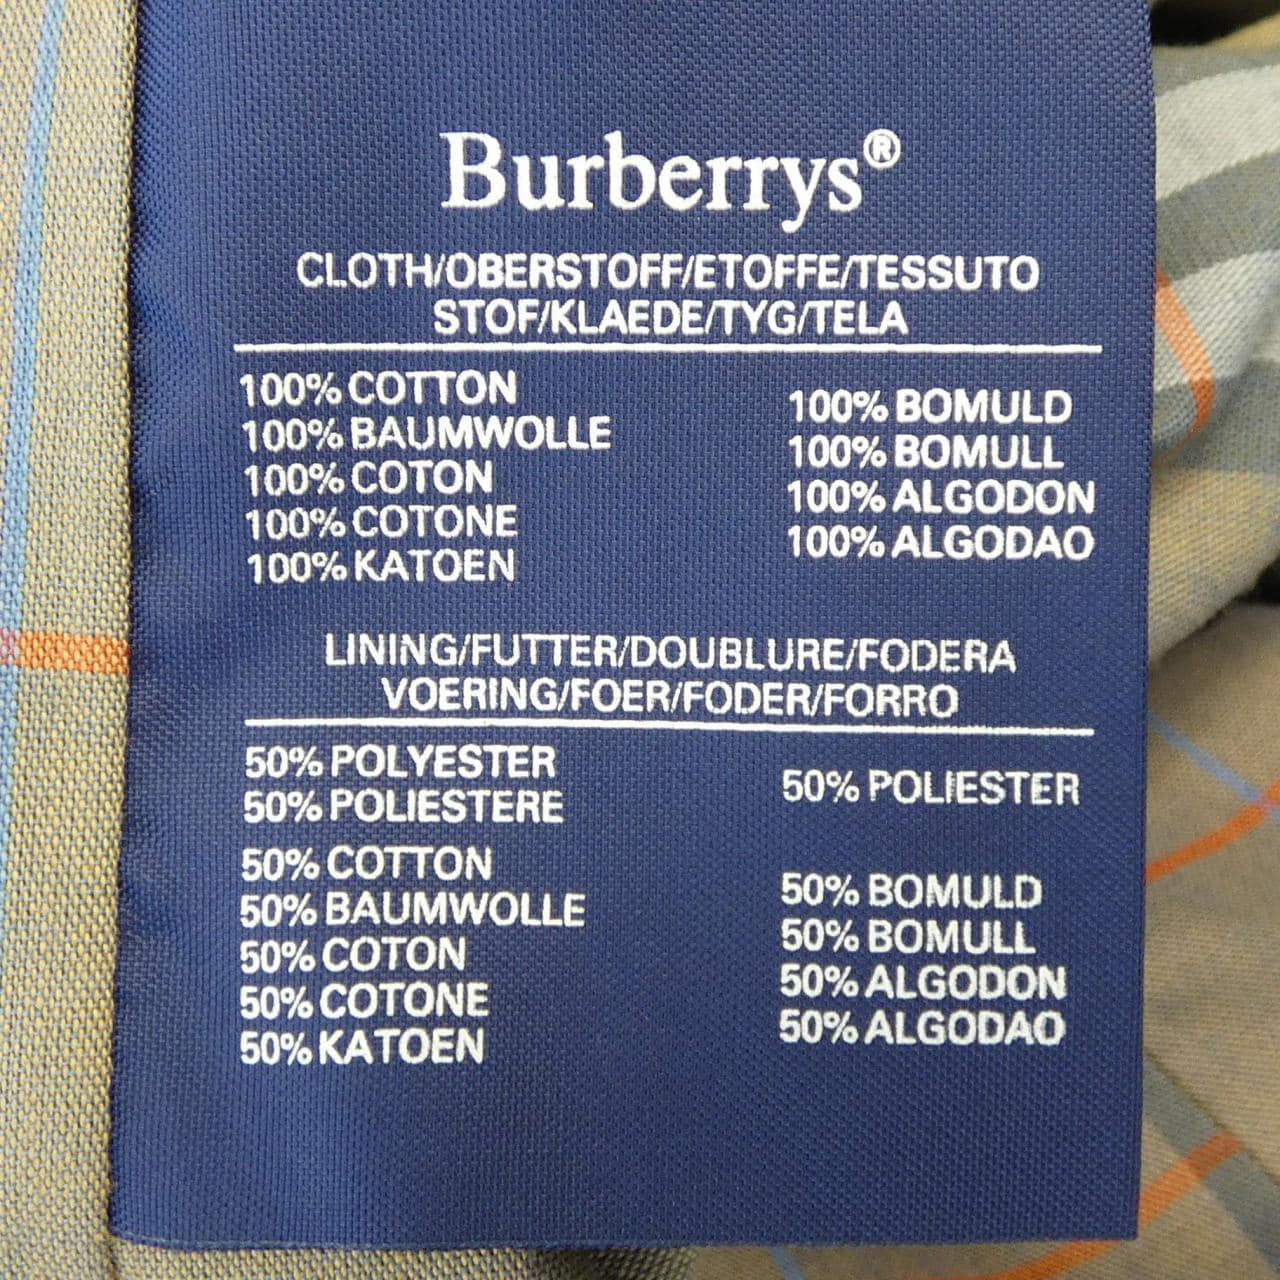 Burberrys®
CLOTH/OBERSTOFF/ETOFFE/TESSUTO
STOF/KLAEDE/TYG/TELA
100% COTTON
100% BAUMWOLLE
100% COTON
100% COTONE
100% KATOEN
100% BOMULD
100% BOMULL
100% ALGODON
100% ALGODAO
LINING/FUTTER/DOUBLURE/FODERA
VOERING/FOER/FODER/FORRO
50% POLYESTER
50% POLIESTERE
50% POLIESTER
50% COTTON
50% BAUMWOLLE
50% COTON
50% COTONE
50% KATOEN
50% BOMULD
50% BOMULL
50% ALGODON
50% ALGODAO